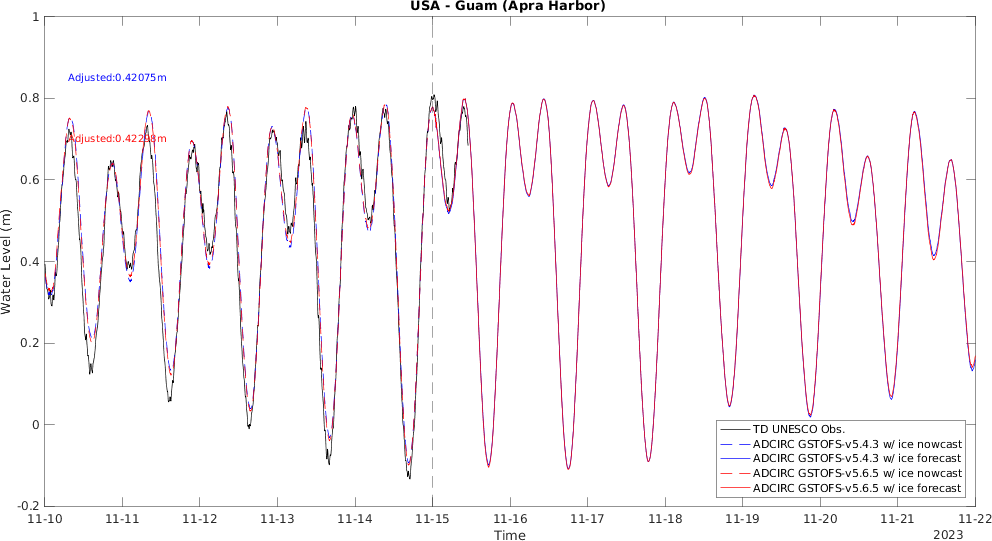 USA - Guam (Apra Harbor)
1
0.8
0.6
0.4
0.2
0
-0.2
Water Level (m)
Adjusted:0.42075m
Adjusted:0.42298m
TD UNESCO Obs.
ADCIRC GSTOFS-v5.4.3 w/ ice nowcast
ADCIRC GSTOFS-v5.4.3 w/ ice forecast
ADCIRC GSTOFS-v5.6.5 w/ ice nowcast
ADCIRC GSTOFS-v5.6.5 w/ ice forecast
11-10 11-11 11-12 11-13 11-14 11-15 11-16 11-17 11-18 11-19 11-20 11-21 11-22
Time
2023